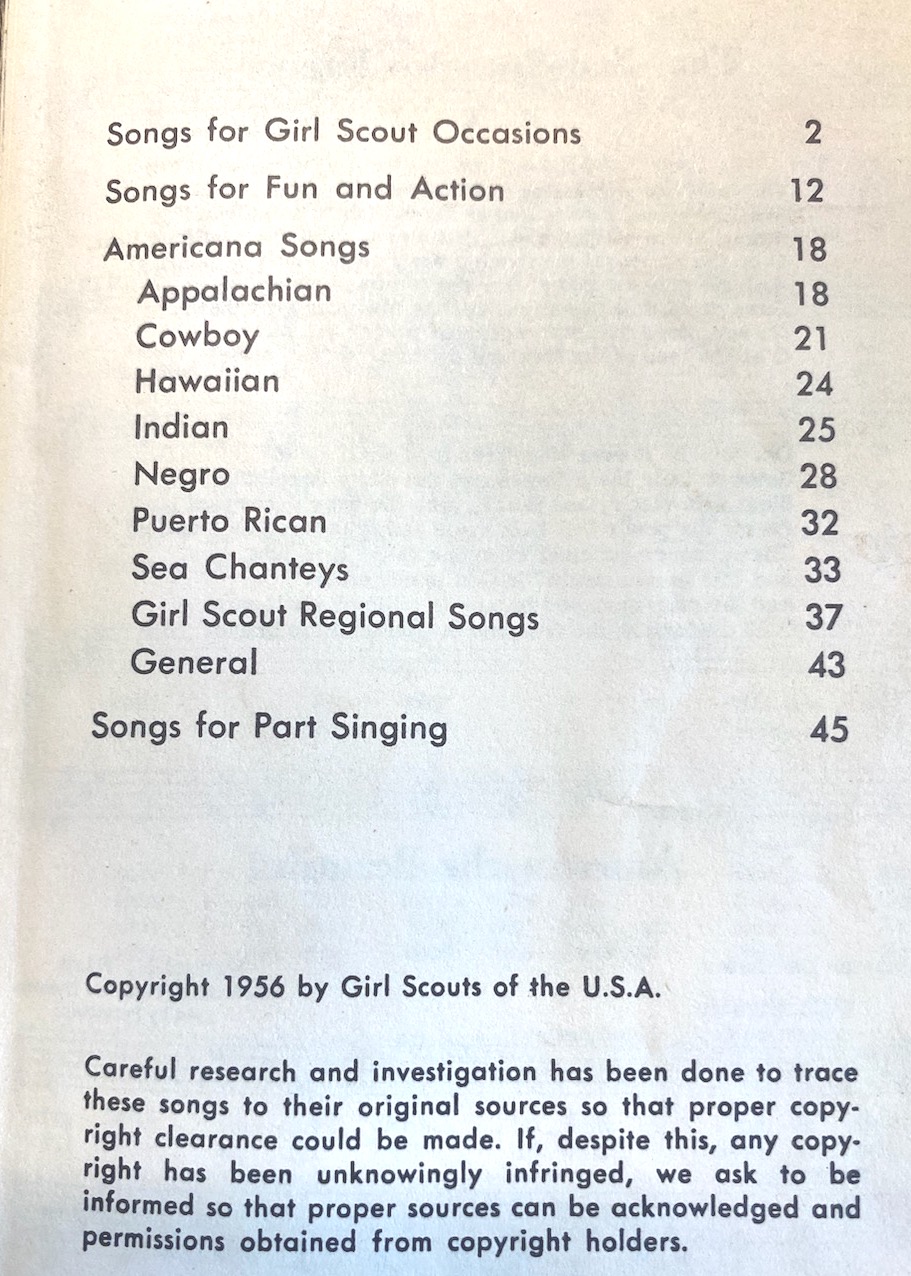 Songs for Girl Scout Occasions 2
Songs for Fun and Action 12
Americana Songs 18
Appalachian 18
Cowboy 21
Hawaiian 24
Indian 25
Negro 28
Puerto Rican 32
Sea Chanteys 33
Girl Scout Regional Songs 37
General 43
Songs for Part Singing 45
Copyright 1956 by Girl Scouts of the U.S.A.
Careful research and investigation has been done to trace
these songs to their original sources so that proper copy-
right clearance could be made. If, despite this, any copy-
right has been unknowingly infringed, we ask to be
informed so that proper sources can be acknowledged and
permissions obtained from copyright holders.